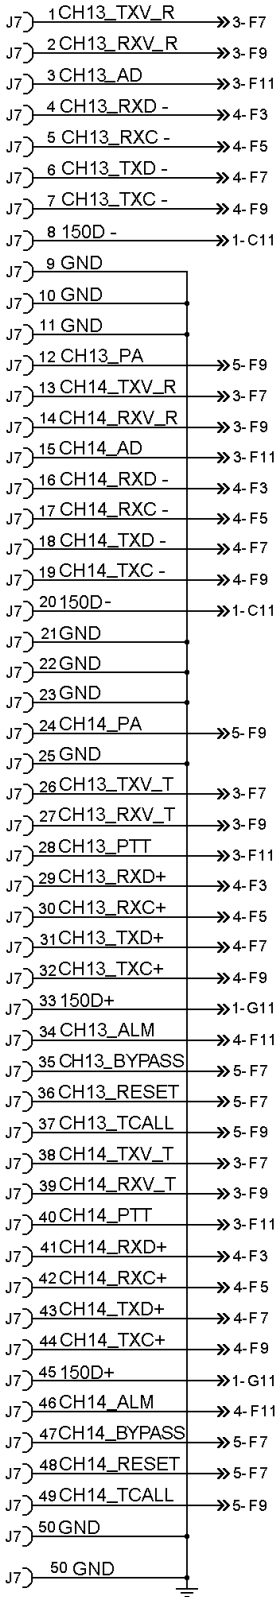 J7 1 CH13_TXV_R 3-F7
J7 2 CH13_RXV_R 3-F9
J7 3 CH13_AD 3-F11
J7 4 CH13_RXD - 4-F3
J7 5 CH13_RXC - 4-F5
J7 6 CH13_TXD - 4-F7
J7 7 CH13_TXC - 4-F9
J7 8 150D - 1-C11
J7 9 GND
J7 10 GND
J7 11 GND
J7 12 CH13_PA 5-F9
J7 13 CH14_TXV_R 3-F7
J7 14 CH14_RXV_R 3-F9
J7 15 CH14_AD 3-F11
J7 16 CH14_RXD - 4-F3
J7 17 CH14_RXC - 4-F5
J7 18 CH14_TXD - 4-F7
J7 19 CH14_TXC - 4-F9
J7 20 150D- 1-C11
J7 21 GND
J7 22 GND
J7 23 GND
J7 24 CH14_PA 5-F9
J7 25 GND
J7 26 CH13_TXV_T 3-F7
J7 27 CH13_RXV_T 3-F9
J7 28 CH13_PTT 3-F11
J7 29 CH13_RXD+ 4-F3
J7 30 CH13_RXC+ 4-F5
J7 31 CH13_TXD+ 4-F7
J7 32 CH13_TXC+ 4-F9
J7 33 150D+ 1-G11
J7 34 CH13_ALM 4-F11
J7 35 CH13_BYPASS 5-F7
J7 36 CH13_RESET 5-F7
J7 37 CH13_TCALL 5-F9
J7 38 CH14_TXV_T 3-F7
J7 39 CH14_RXV_T 3-F9
J7 40 CH14_PTT 3-F11
J7 41 CH14_RXD+ 4-F3
J7 42 CH14_RXC+ 4-F5
J7 43 CH14_TXD+ 4-F7
J7 44 CH14_TXC+ 4-F9
J7 45 150D+ 1-G11
J7 46 CH14_ALM 4-F11
J7 47 CH14_BYPASS 5-F7
J7 48 CH14_RESET 5-F7
J7 49 CH14_TCALL 5-F9
J7 50 GND
J7 50 GND